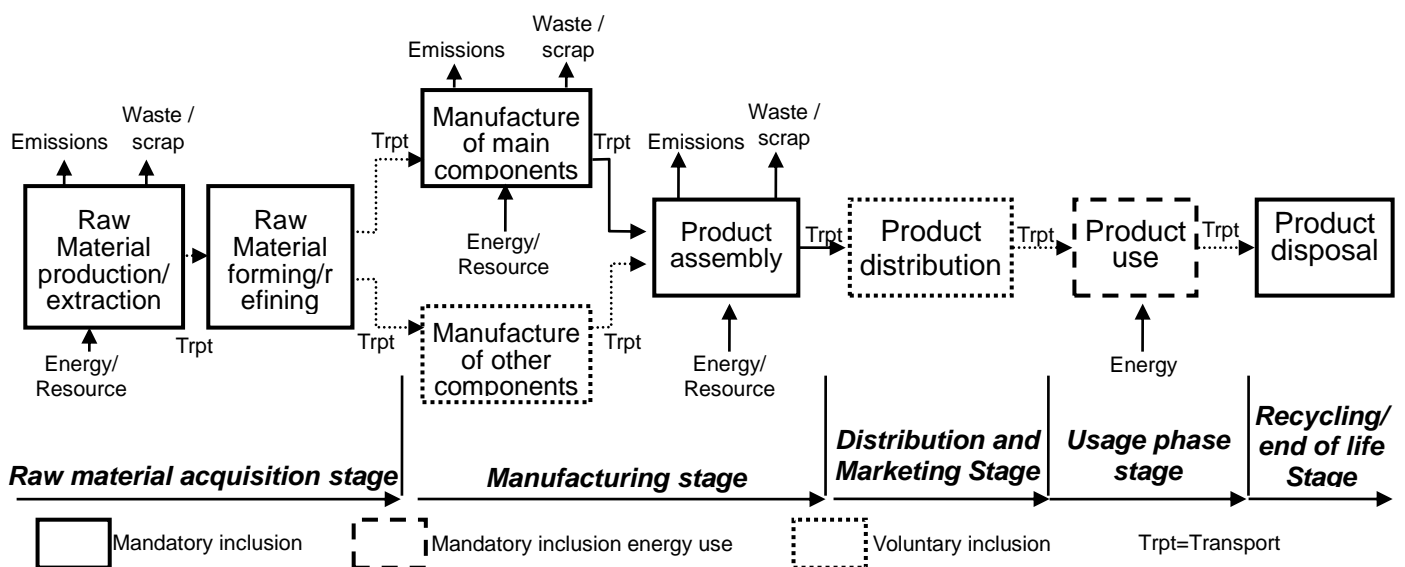 Emissions
Waste /
scrap
Raw
Material
production/
extraction
Energy/
Resource
Trpt
Raw
Material
forming/r
efining
Trpt
Trpt
Emissions
Waste /
scrap
Manufacture
of main
components
Energy/
Resource
Trpt
Manufacture
of other
components
Trpt
Emissions
Waste /
scrap
Product
assembly
Energy/
Resource
Trpt
Product
distribution
Trpt
Product
use
Energy
Trpt
Product
disposal
Raw material acquisition stage
Manufacturing stage
Distribution and
Marketing Stage
Usage phase
stage
Recycling/
end of life
Stage
Mandatory inclusion
Mandatory inclusion energy use
Voluntary inclusion
Trpt=Transport